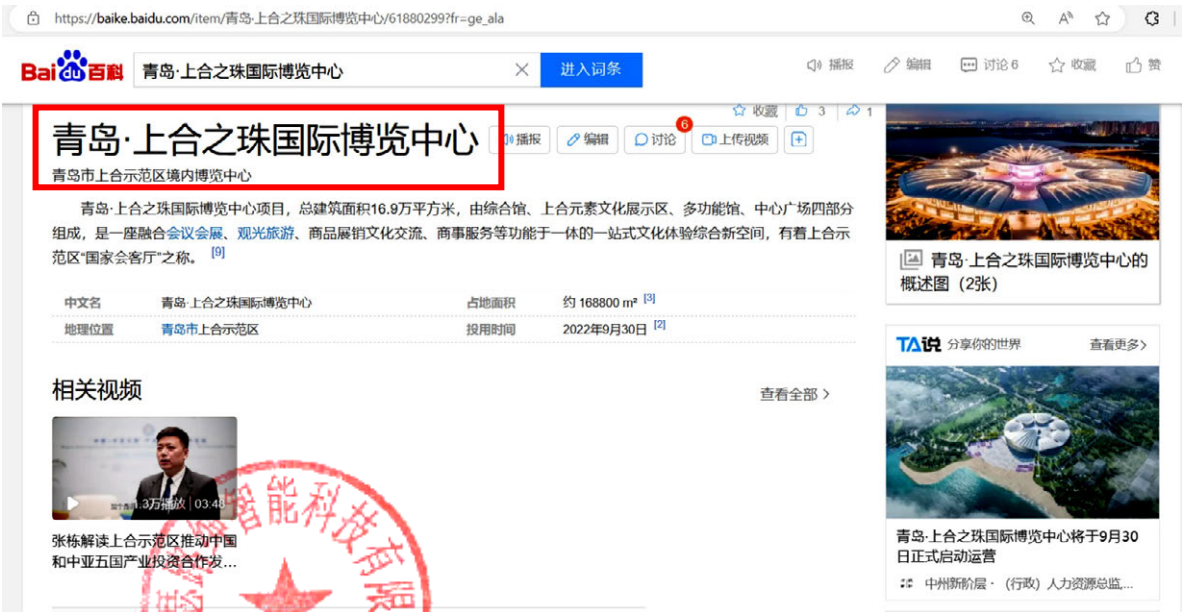 https://baike.baidu.com/item/青岛·上合之珠国际博览中心/61880299?fr=ge_ala
Bai du 百科
青岛·上合之珠国际博览中心
进入词条
播报 编辑 讨论 6 收藏 赞
收藏 3 1
青岛·上合之珠国际博览中心
播报 编辑 讨论 6 上传视频
青岛市上合示范区境内博览中心
青岛·上合之珠国际博览中心项目，总建筑面积16.9万平方米，由综合馆、上合元素文化展示区、多功能馆、中心广场四部分
组成，是一座融合会议会展、观光旅游、商品展销文化交流、商事服务等功能于一体的一站式文化体验综合新空间，有着上合示
范区“国家会客厅”之称。 [9]
中文名 青岛·上合之珠国际博览中心 占地面积 约 168800 m² [3]
地理位置 青岛市上合示范区 投用时间 2022年9月30日 [2]
相关视频
查看全部
1.3万播放 03:48
张栋解读上合示范区推动中国
和中亚五国产业投资合作发...
智能科技有限
青岛·上合之珠国际博览中心的
概述图（2张）
TA说 分享你的世界 查看更多
青岛·上合之珠国际博览中心将于9月30
日正式启动运营
中州新阶层 · （行政）人力资源总监...